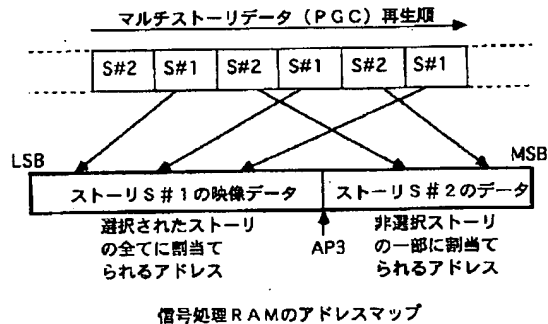 マルチストーリデータ（PGC）再生順
S#2 S#1 S#2 S#1 S#2 S#1
LSB MSB
ストーリS#1の映像データ ストーリS#2のデータ
選択されたストーリ
の全てに割当て
られるアドレス
AP3
非選択ストーリ
の一部に割当て
られるアドレス
信号処理RAMのアドレスマップ